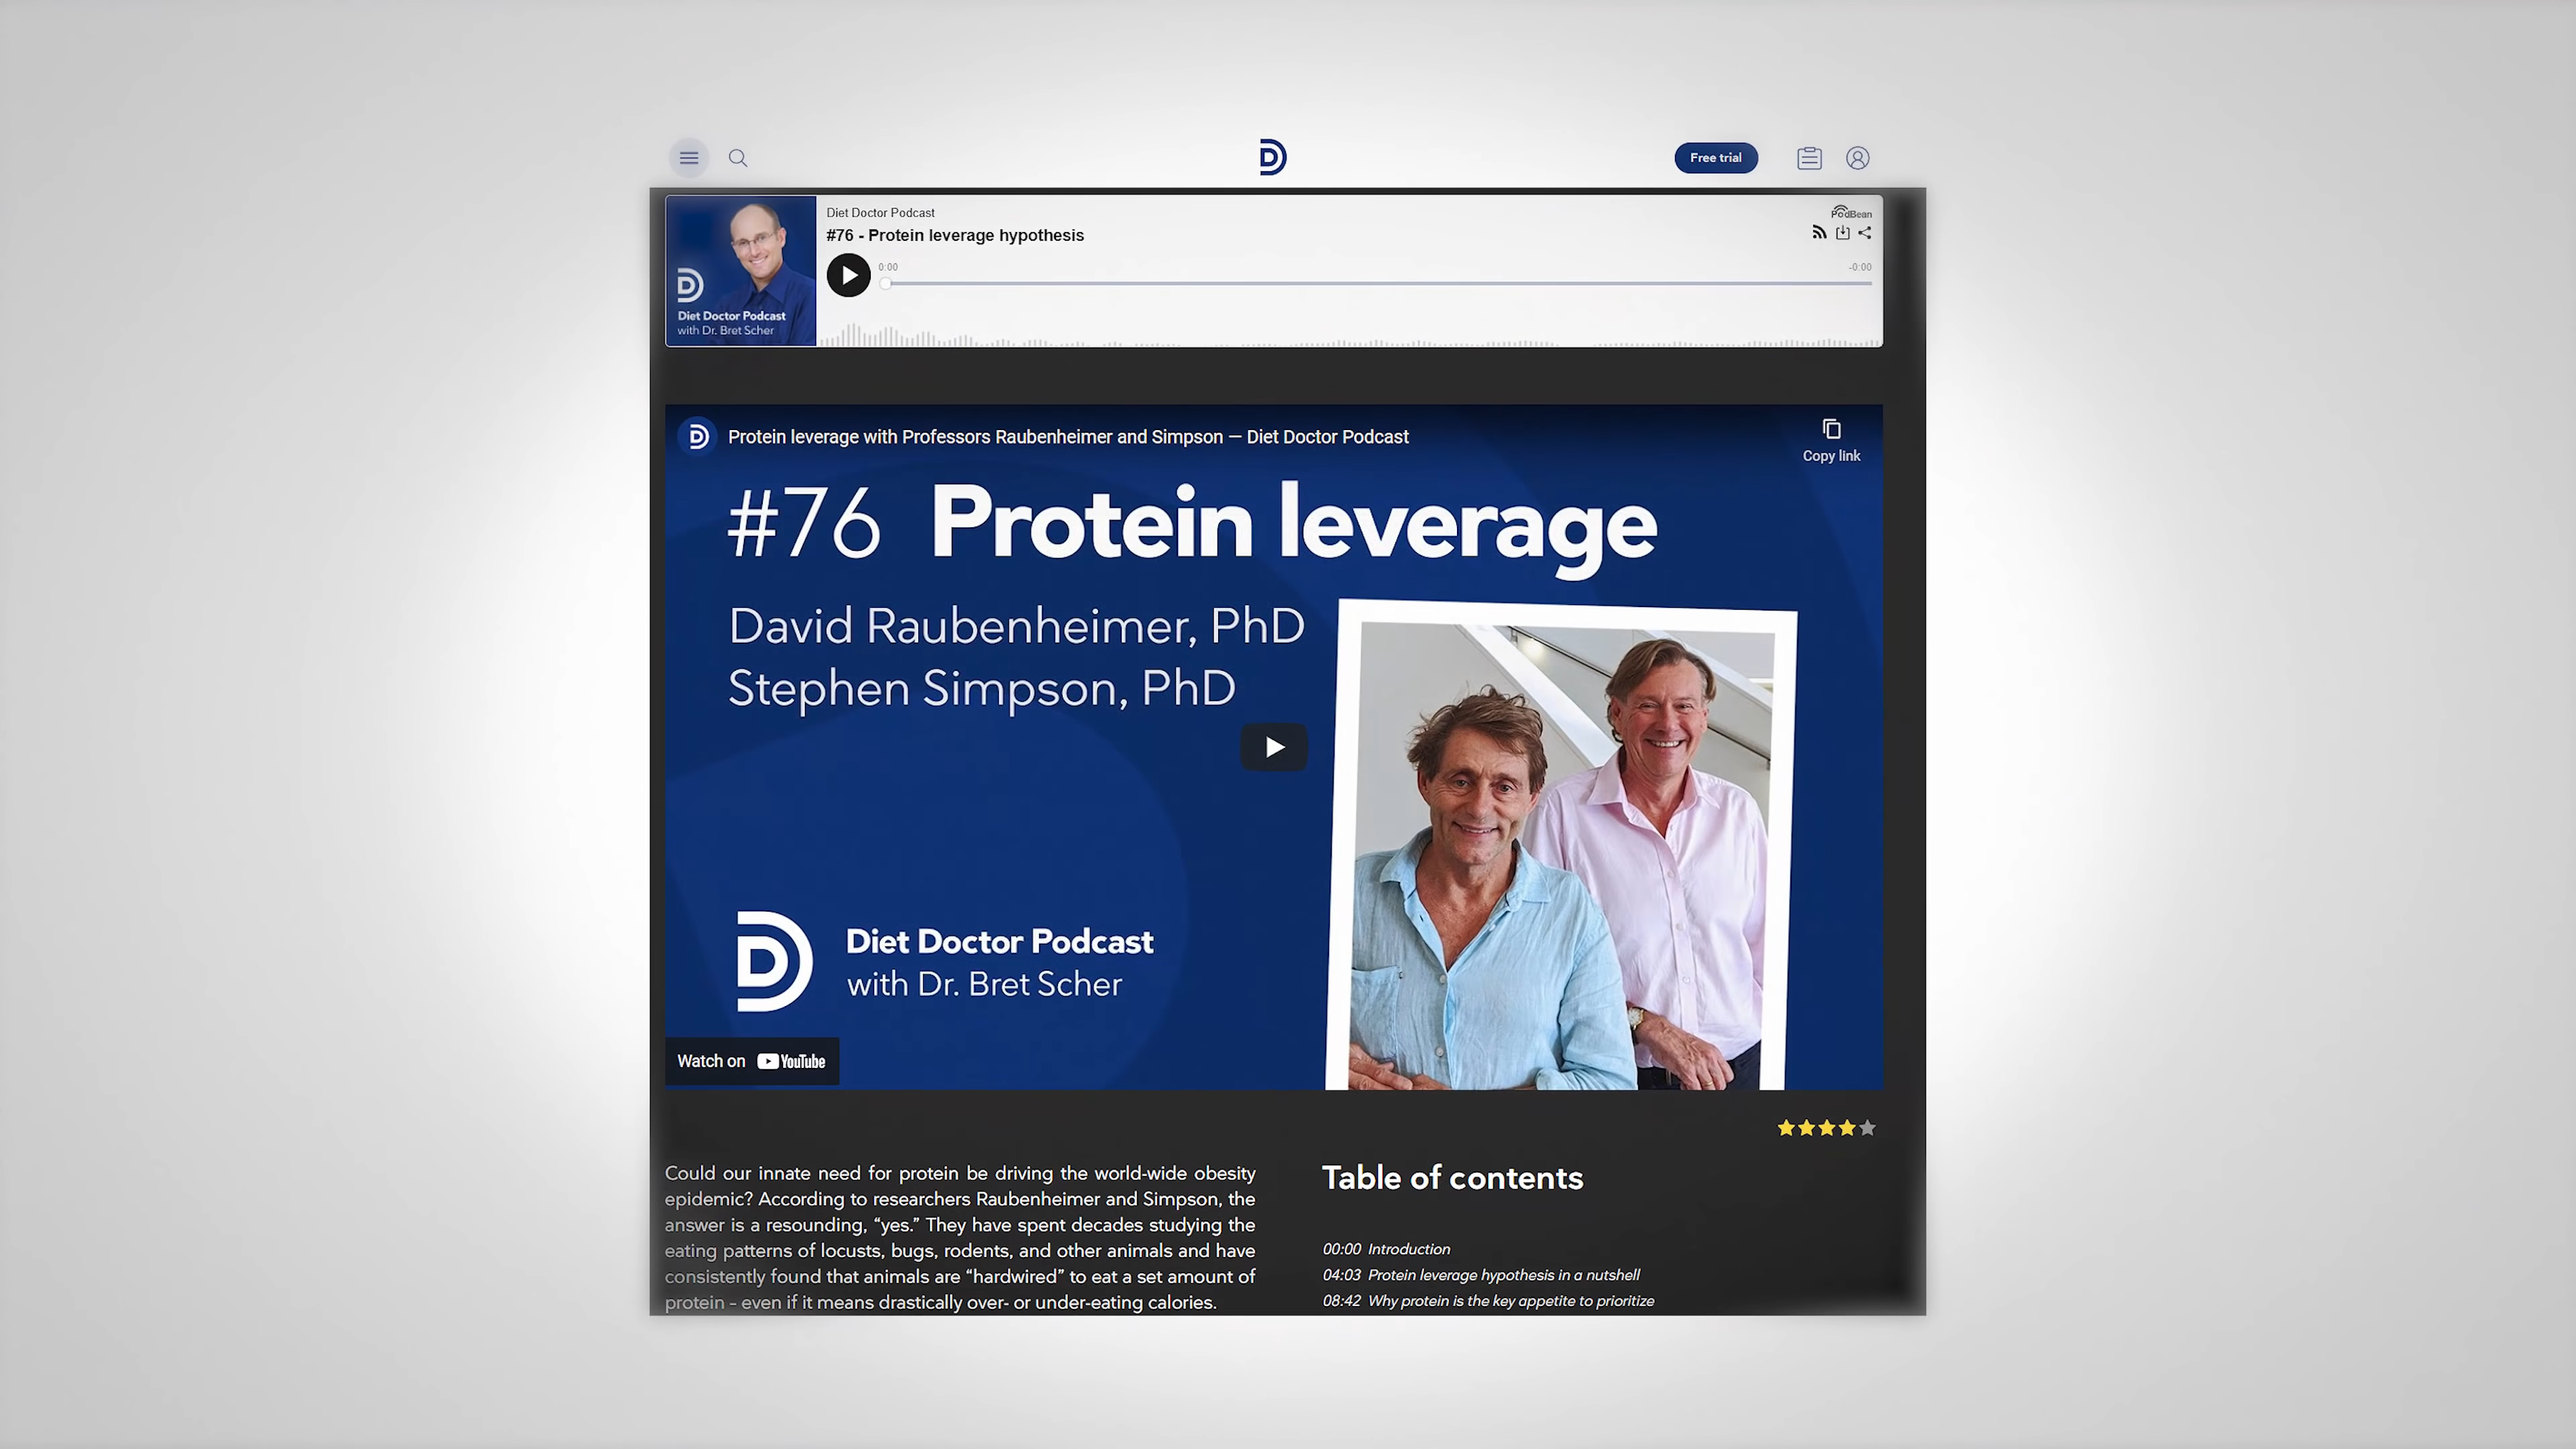 Free trial
Diet Doctor Podcast
#76 - Protein leverage hypothesis
PodBean
0:00
-0:00
Diet Doctor Podcast
with Dr. Bret Scher
Protein leverage with Professors Raubenheimer and Simpson — Diet Doctor Podcast
Copy link
#76 Protein leverage
David Raubenheimer, PhD
Stephen Simpson, PhD
Diet Doctor Podcast
with Dr. Bret Scher
Watch on YouTube
Could our innate need for protein be driving the world-wide obesity
epidemic? According to researchers Raubenheimer and Simpson, the
answer is a resounding, “yes.” They have spent decades studying the
eating patterns of locusts, bugs, rodents, and other animals and have
consistently found that animals are “hardwired” to eat a set amount of
protein - even if it means drastically over- or under-eating calories.
Table of contents
00:00 Introduction
04:03 Protein leverage hypothesis in a nutshell
08:42 Why protein is the key appetite to prioritize